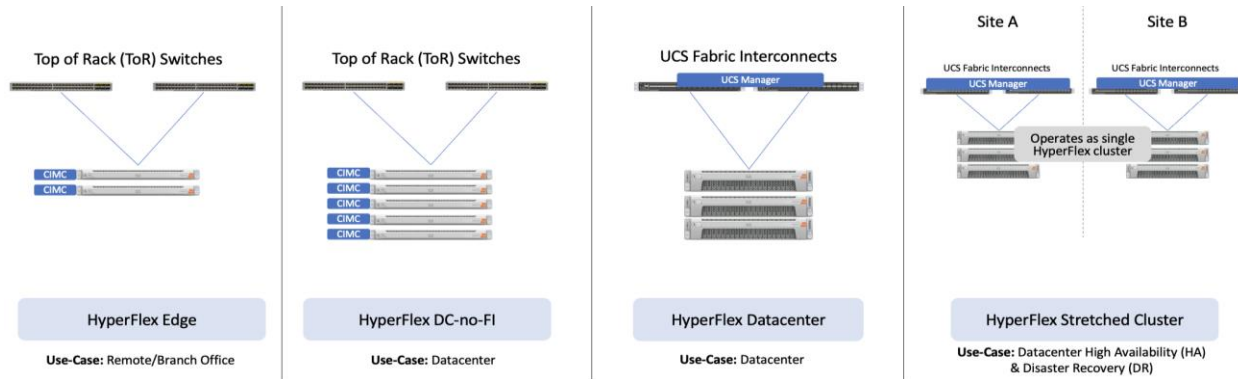 Top of Rack (ToR) Switches
CIMC
CIMC
HyperFlex Edge
Use-Case: Remote/Branch Office
Top of Rack (ToR) Switches
CIMC
CIMC
CIMC
CIMC
CIMC
HyperFlex DC-no-FI
Use-Case: Datacenter
UCS Fabric Interconnects
UCS Manager
HyperFlex Datacenter
Use-Case: Datacenter
Site A
Site B
UCS Fabric Interconnects
UCS Manager
UCS Fabric Interconnects
UCS Manager
Operates as single
HyperFlex cluster
HyperFlex Stretched Cluster
Use-Case: Datacenter High Availability (HA)
& Disaster Recovery (DR)